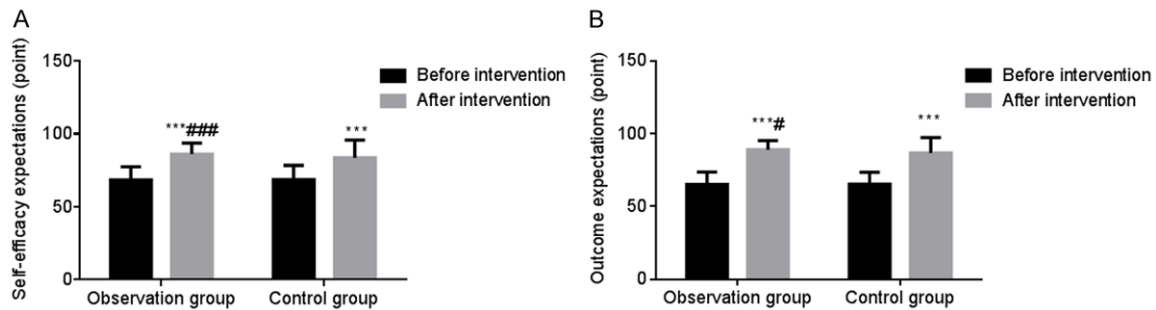 A
Self-efficacy expectations (point)
150
100
50
0
***###
***
Before intervention
After intervention
Observation group
Control group
B
Outcome expectations (point)
150
100
50
0
***#
***
Before intervention
After intervention
Observation group
Control group